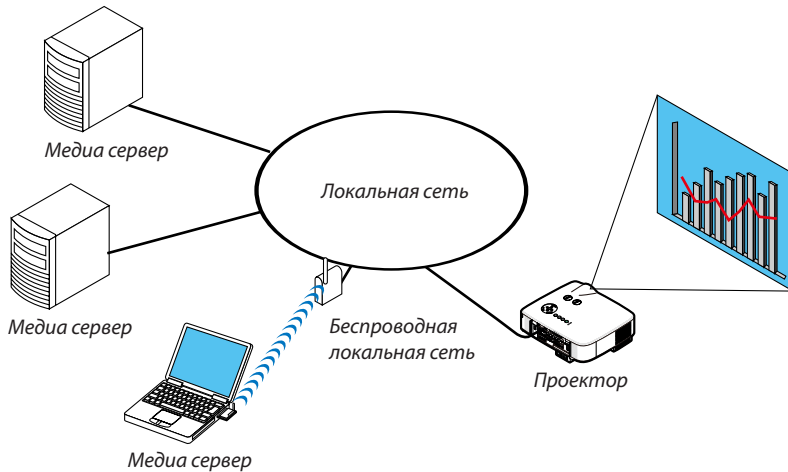 Медиа сервер
Локальная сеть
Медиа сервер
Беспроводная
локальная сеть
Проектор
Медиа сервер